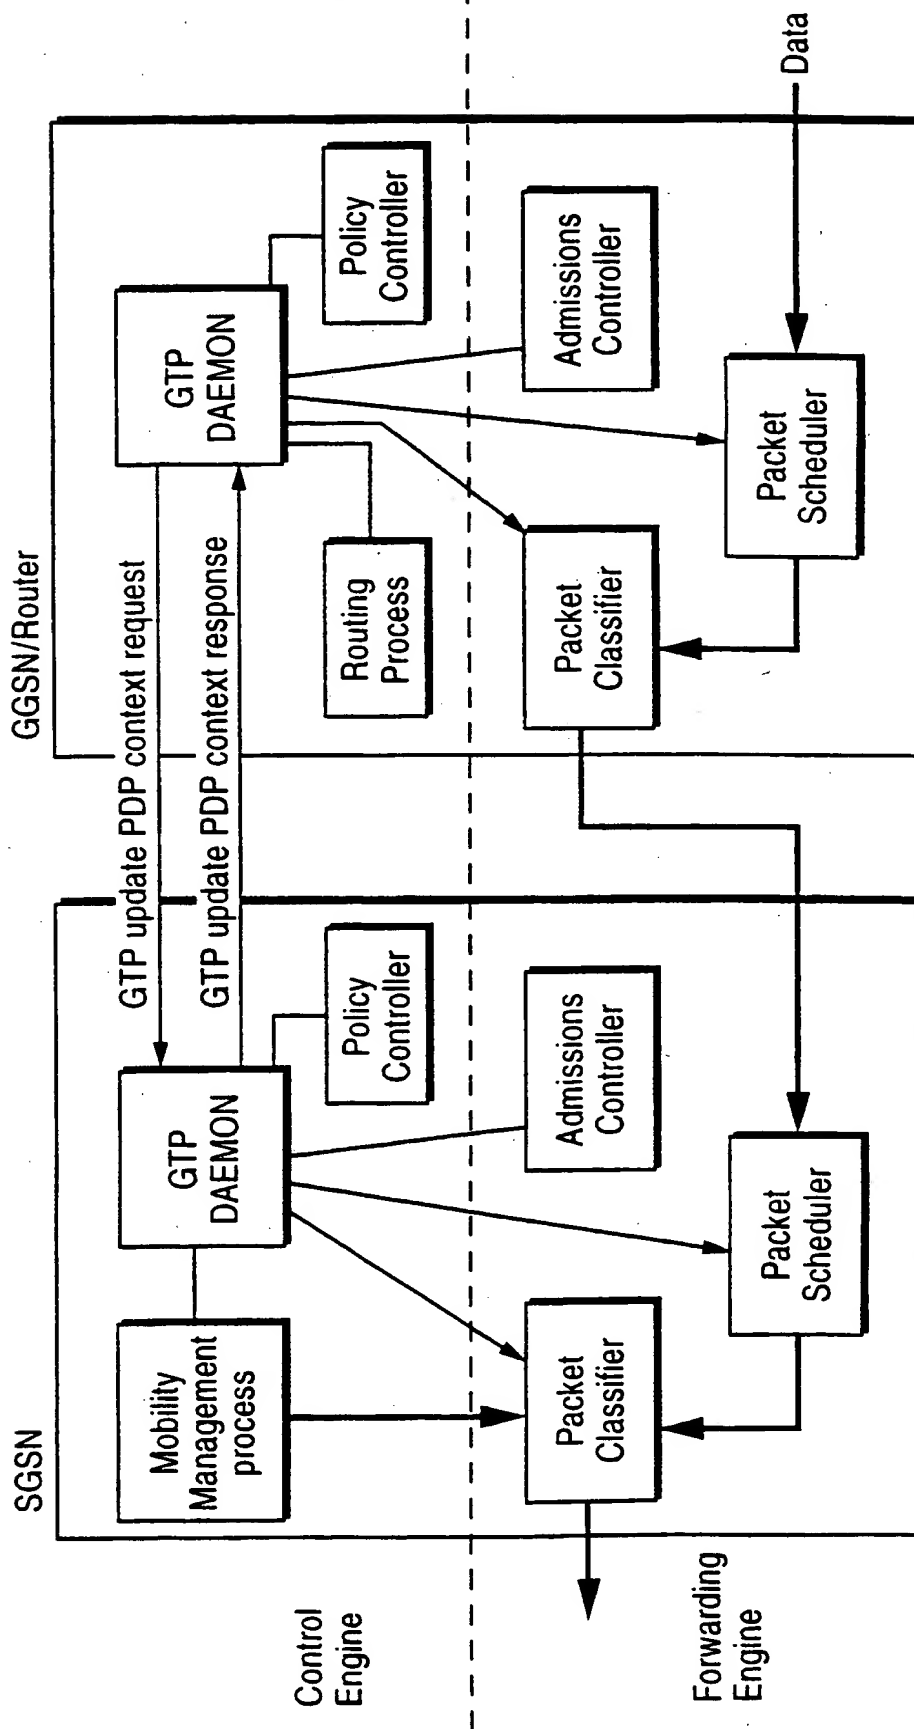 SGSN
GGSN/Router
Mobility
Management
process
GTP
DAEMON
GTP update PDP context request
GTP update PDP context response
GTP
DAEMON
Policy
Controller
Routing
Process
Policy
Controller
Control
Engine
Packet
Classifier
Admissions
Controller
Packet
Classifier
Admissions
Controller
Forwarding
Engine
Packet
Scheduler
Packet
Scheduler
Data